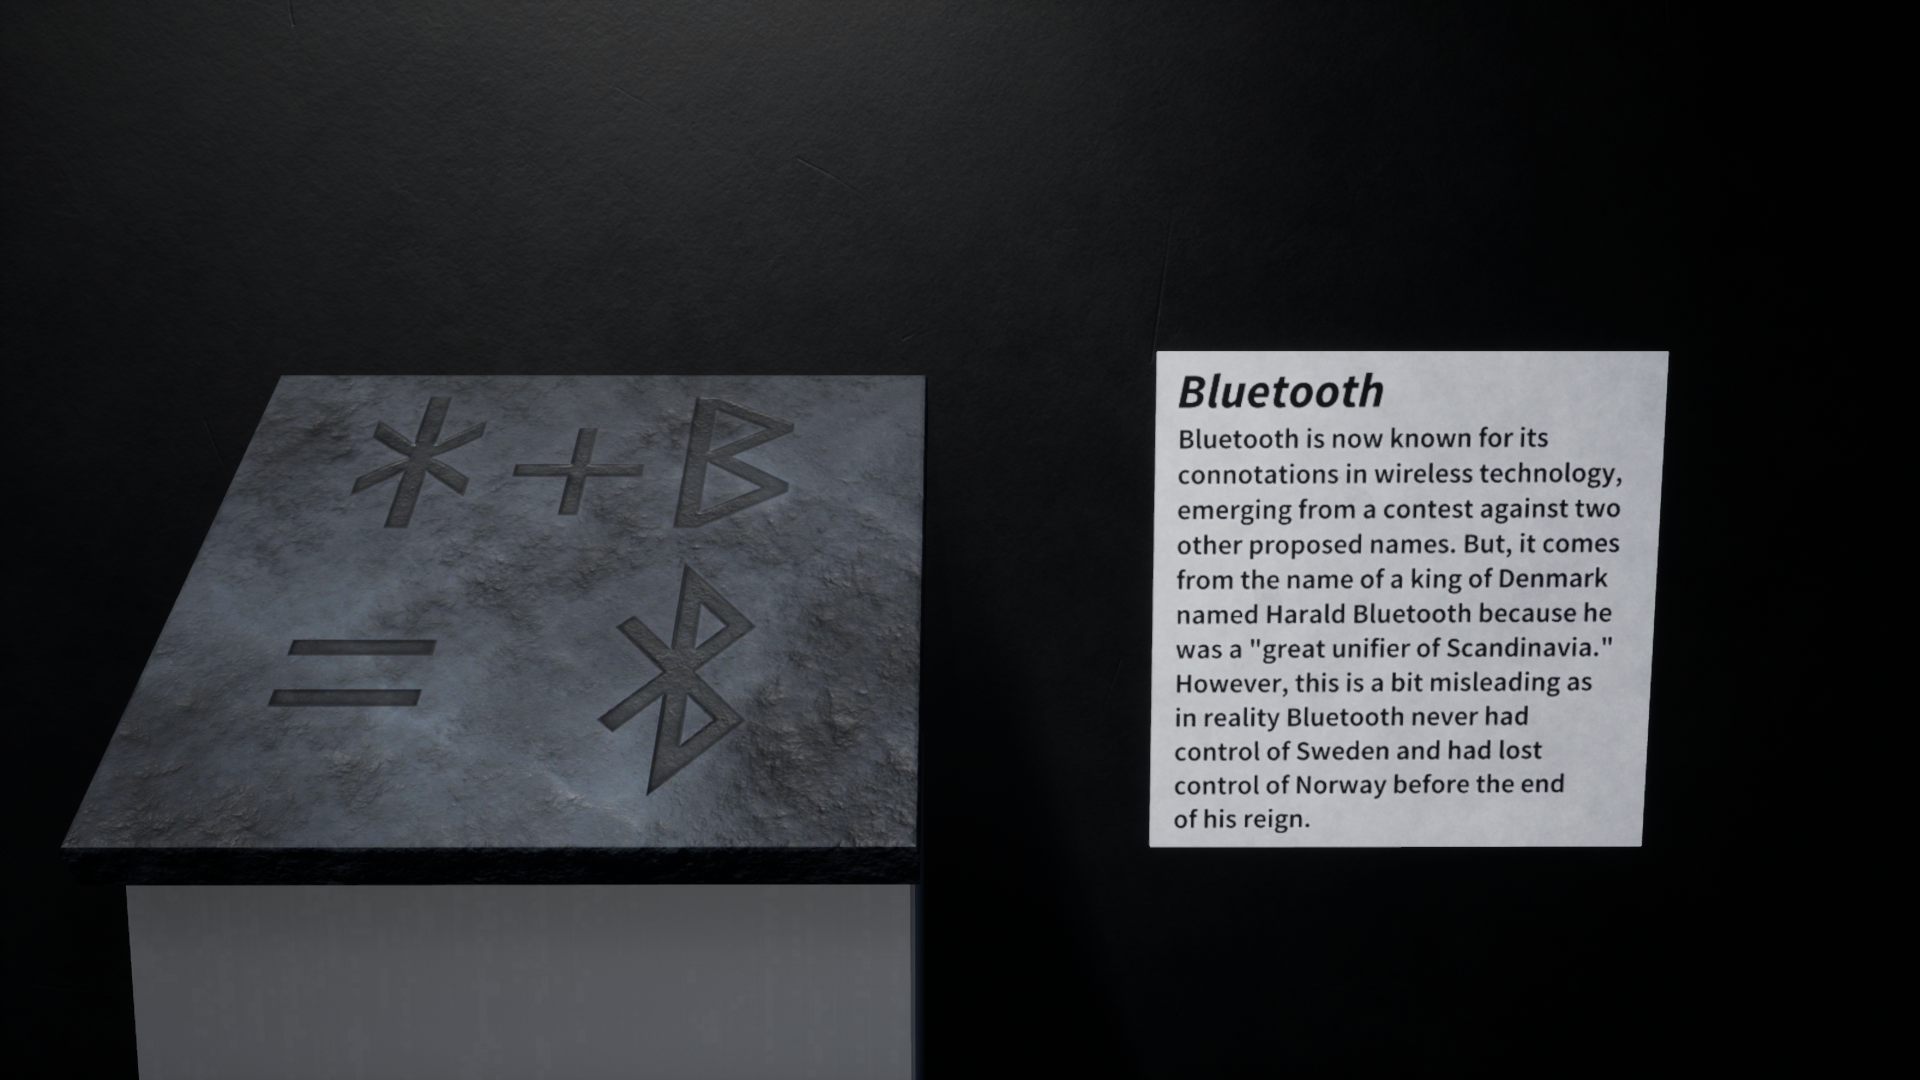 ᚼ + ᛒ
=
Bluetooth
Bluetooth is now known for its
connotations in wireless technology,
emerging from a contest against two
other proposed names. But, it comes
from the name of a king of Denmark
named Harald Bluetooth because he
was a "great unifier of Scandinavia."
However, this is a bit misleading as
in reality Bluetooth never had
control of Sweden and had lost
control of Norway before the end
of his reign.